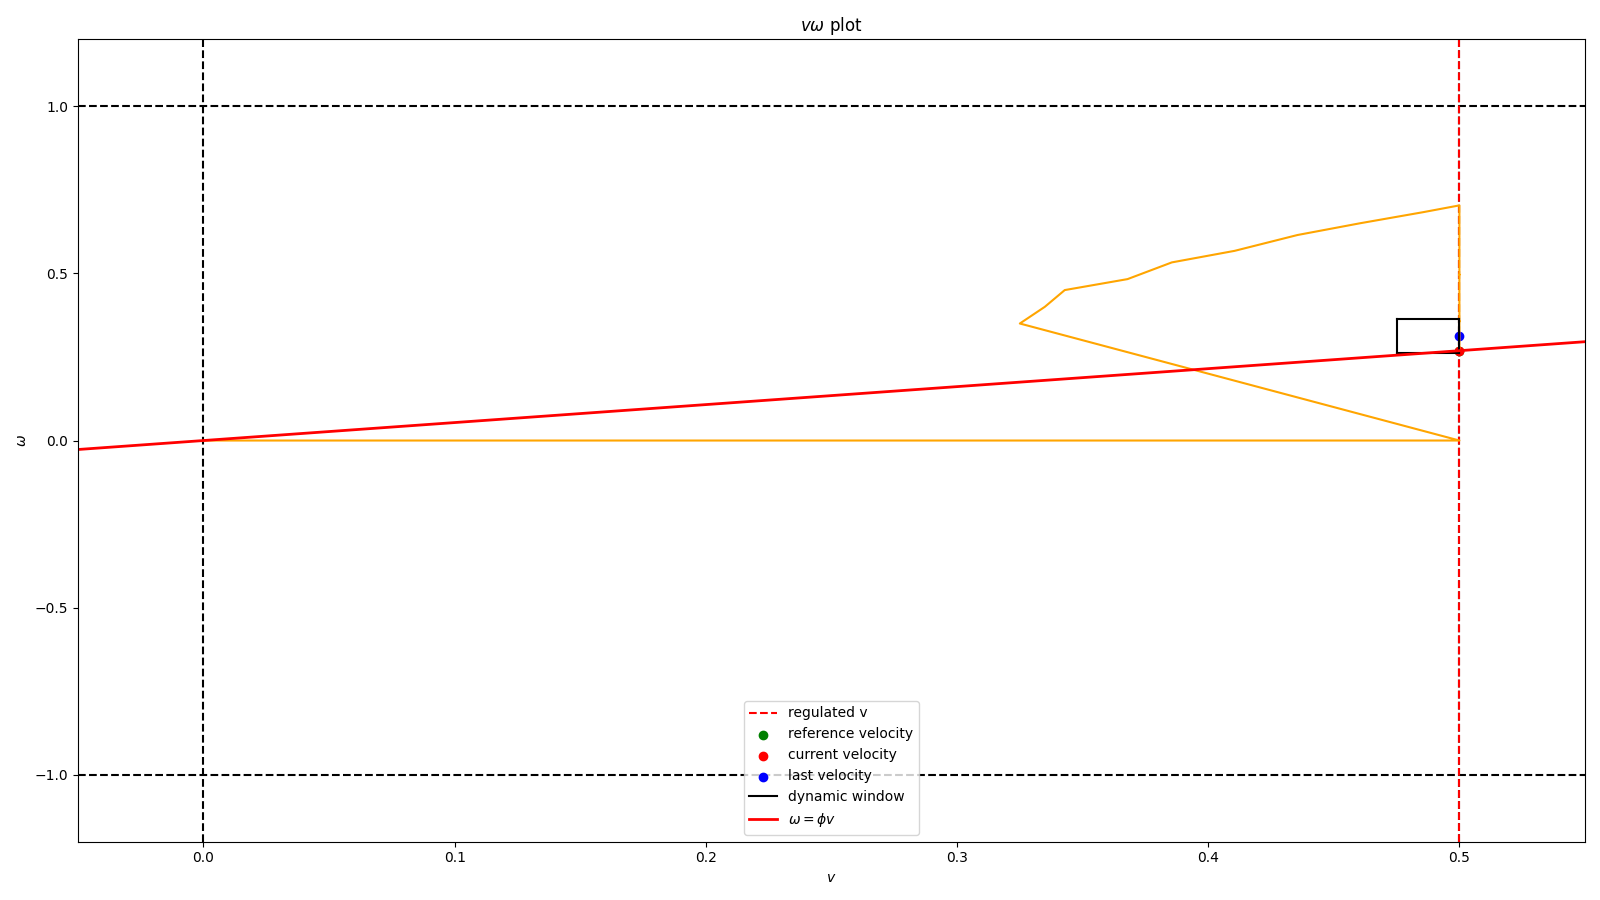 vω plot
1.0
0.5
0.0
−0.5
−1.0
ω
regulated v
reference velocity
current velocity
last velocity
dynamic window
ω = ϕv
0.0 0.1 0.2 0.3 0.4 0.5
v